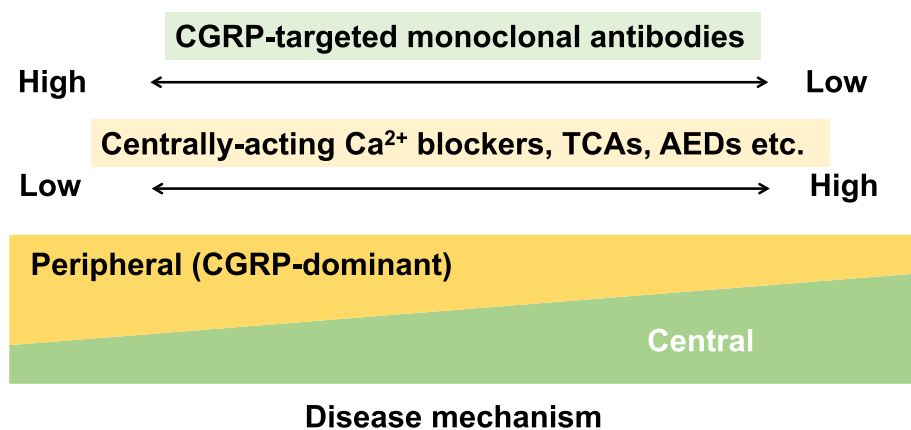 CGRP-targeted monoclonal antibodies
High Low
Centrally-acting Ca²⁺ blockers, TCAs, AEDs etc.
Low High
Peripheral (CGRP-dominant)
Central
Disease mechanism